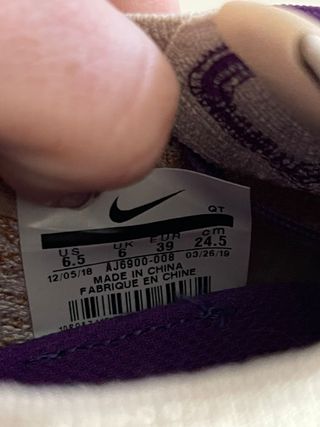 QT
US UK EUR cm
6.5 6 39 24.5
12/05/18 AJ6900-008 03/26/19
MADE IN CHINA
FABRIQUE EN CHINE